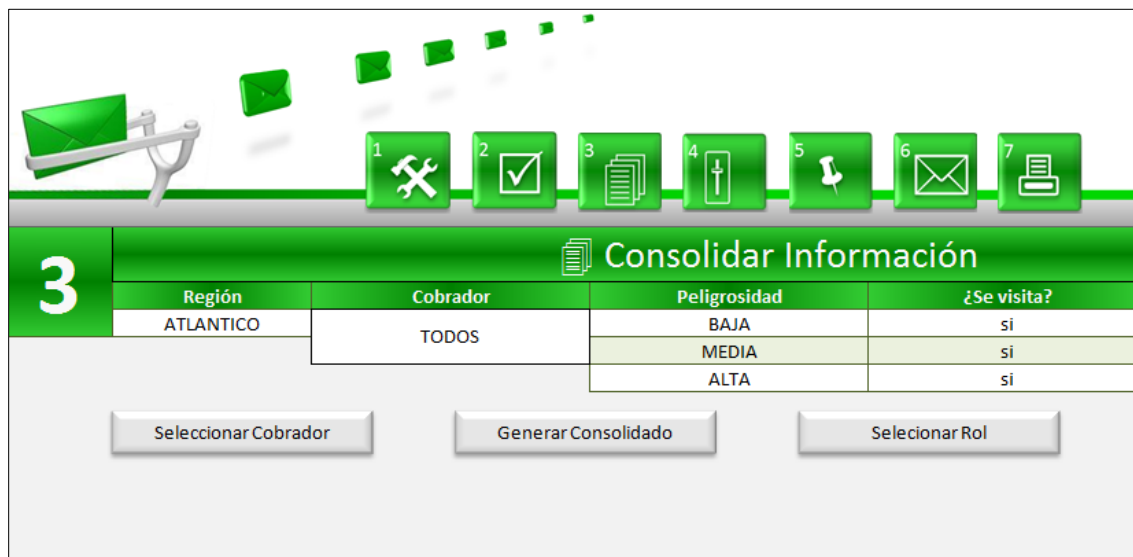 1 2 3 4 5 6 7
3
Consolidar Información
Región Cobrador Peligrosidad ¿Se visita?
ATLANTICO TODOS BAJA si
MEDIA si
ALTA si
Seleccionar Cobrador Generar Consolidado Selecionar Rol